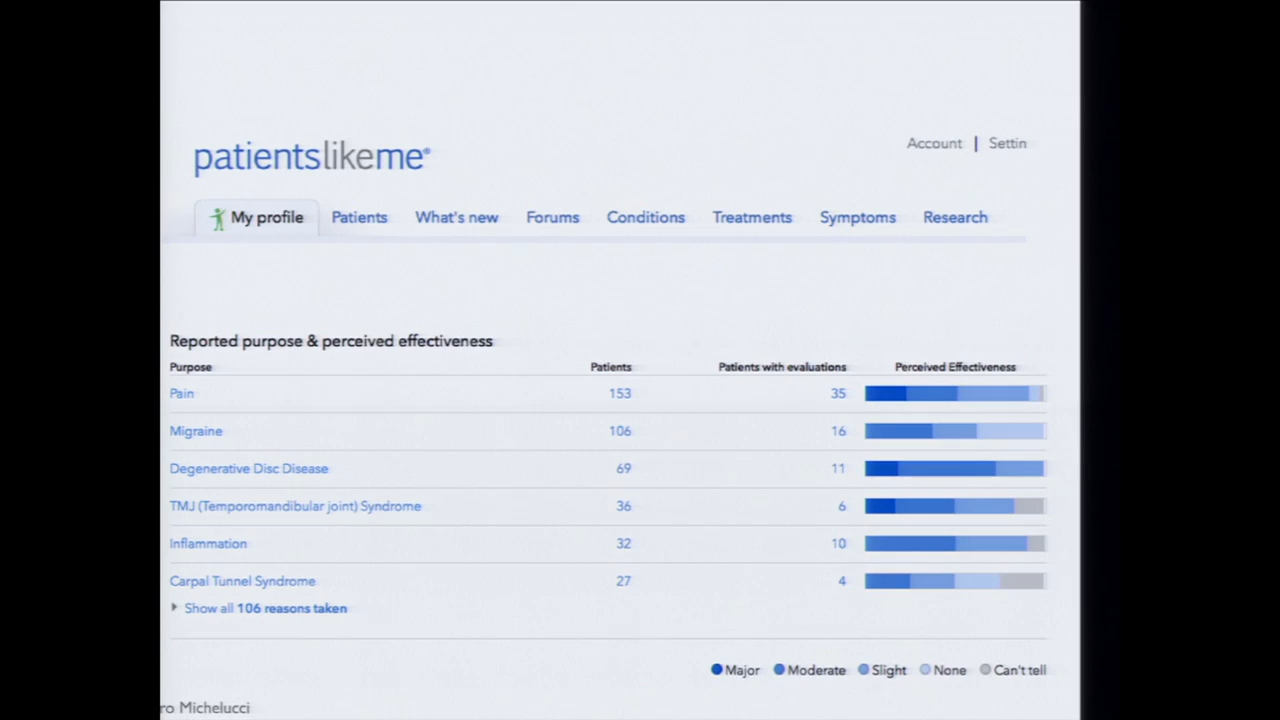 Account | Settin
patientslikeme®
My profile Patients What's new Forums Conditions Treatments Symptoms Research
Reported purpose & perceived effectiveness
Purpose Patients Patients with evaluations Perceived Effectiveness
Pain 153 35
Migraine 106 16
Degenerative Disc Disease 69 11
TMJ (Temporomandibular joint) Syndrome 36 6
Inflammation 32 10
Carpal Tunnel Syndrome 27 4
Show all 106 reasons taken
Major Moderate Slight None Can't tell
ro Michelucci